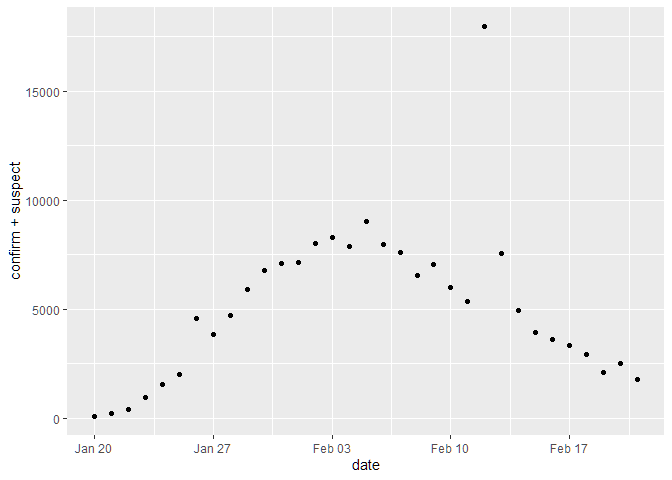 15000
10000
5000
0
confirm + suspect
Jan 20
Jan 27
Feb 03
Feb 10
Feb 17
date